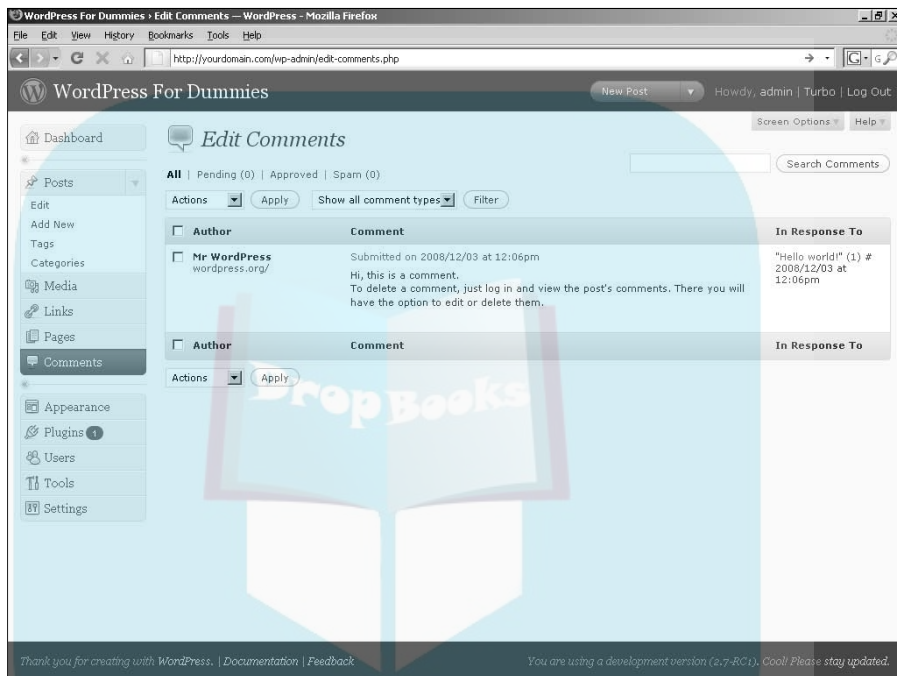 WordPress For Dummies › Edit Comments — WordPress - Mozilla Firefox
File Edit View History Bookmarks Tools Help
http://yourdomain.com/wp-admin/edit-comments.php
G
WordPress For Dummies
New Post
Howdy, admin | Turbo | Log Out
Screen Options
Help
Dashboard
Edit Comments
Search Comments
All | Pending (0) | Approved | Spam (0)
Posts
Edit
Add New
Tags
Categories
Media
Links
Pages
Comments
Appearance
Plugins 1
Users
Tools
Settings
Actions Apply Show all comment types Filter
Author Comment In Response To
Mr WordPress Submitted on 2008/12/03 at 12:06pm "Hello world!" (1) #
wordpress.org/ 2008/12/03 at
12:06pm
Hi, this is a comment.
To delete a comment, just log in and view the post's comments. There you will
have the option to edit or delete them.
Author Comment In Response To
Actions Apply
DropBooks
Thank you for creating with WordPress. | Documentation | Feedback
You are using a development version (2.7-RC1). Cool! Please stay updated.